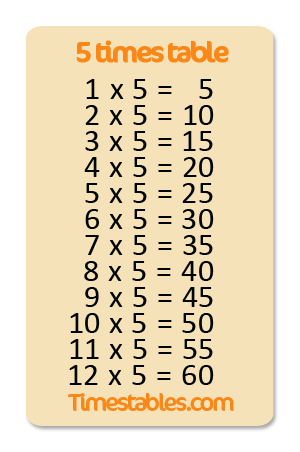 5 times table
1 x 5 = 5
2 x 5 = 10
3 x 5 = 15
4 x 5 = 20
5 x 5 = 25
6 x 5 = 30
7 x 5 = 35
8 x 5 = 40
9 x 5 = 45
10 x 5 = 50
11 x 5 = 55
12 x 5 = 60
Timestables.com